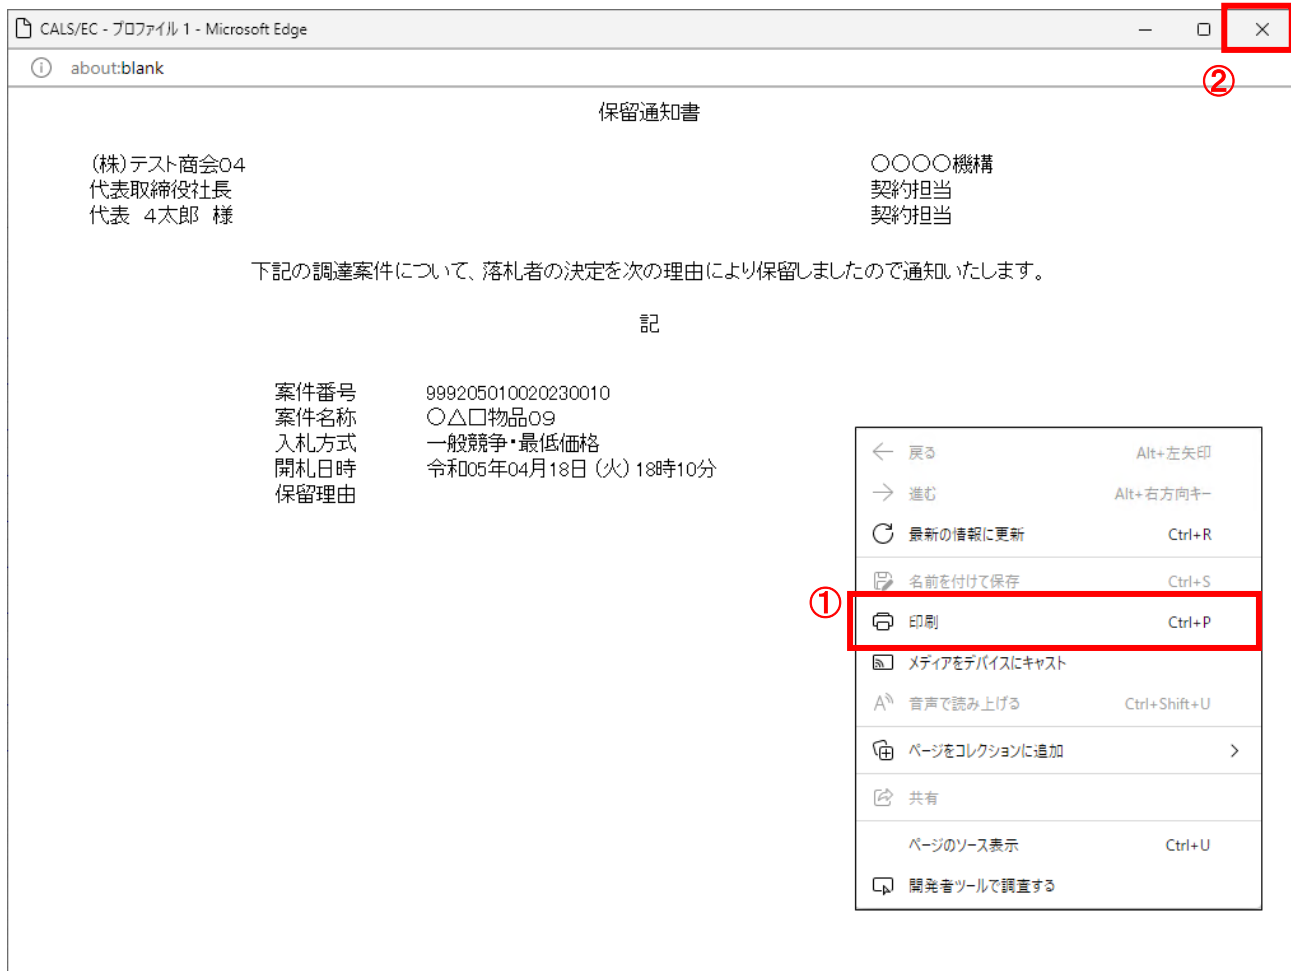 CALS/EC - プロファイル 1 - Microsoft Edge
about:blank
②
保留通知書
(株)テスト商会04
代表取締役社長
代表 4太郎 様
〇〇〇〇機構
契約担当
契約担当
下記の調達案件について、落札者の決定を次の理由により保留しましたので通知いたします。
記
案件番号 999205010020230010
案件名称 〇△□物品09
入札方式 一般競争・最低価格
開札日時 令和05年04月18日(火)18時10分
保留理由
戻る Alt+左矢印
進む Alt+右方向キー
最新の情報に更新 Ctrl+R
名前を付けて保存 Ctrl+S
①
印刷 Ctrl+P
メディアをデバイスにキャスト
音声で読み上げる Ctrl+Shift+U
ページをコレクションに追加
共有
ページのソース表示 Ctrl+U
開発者ツールで調査する